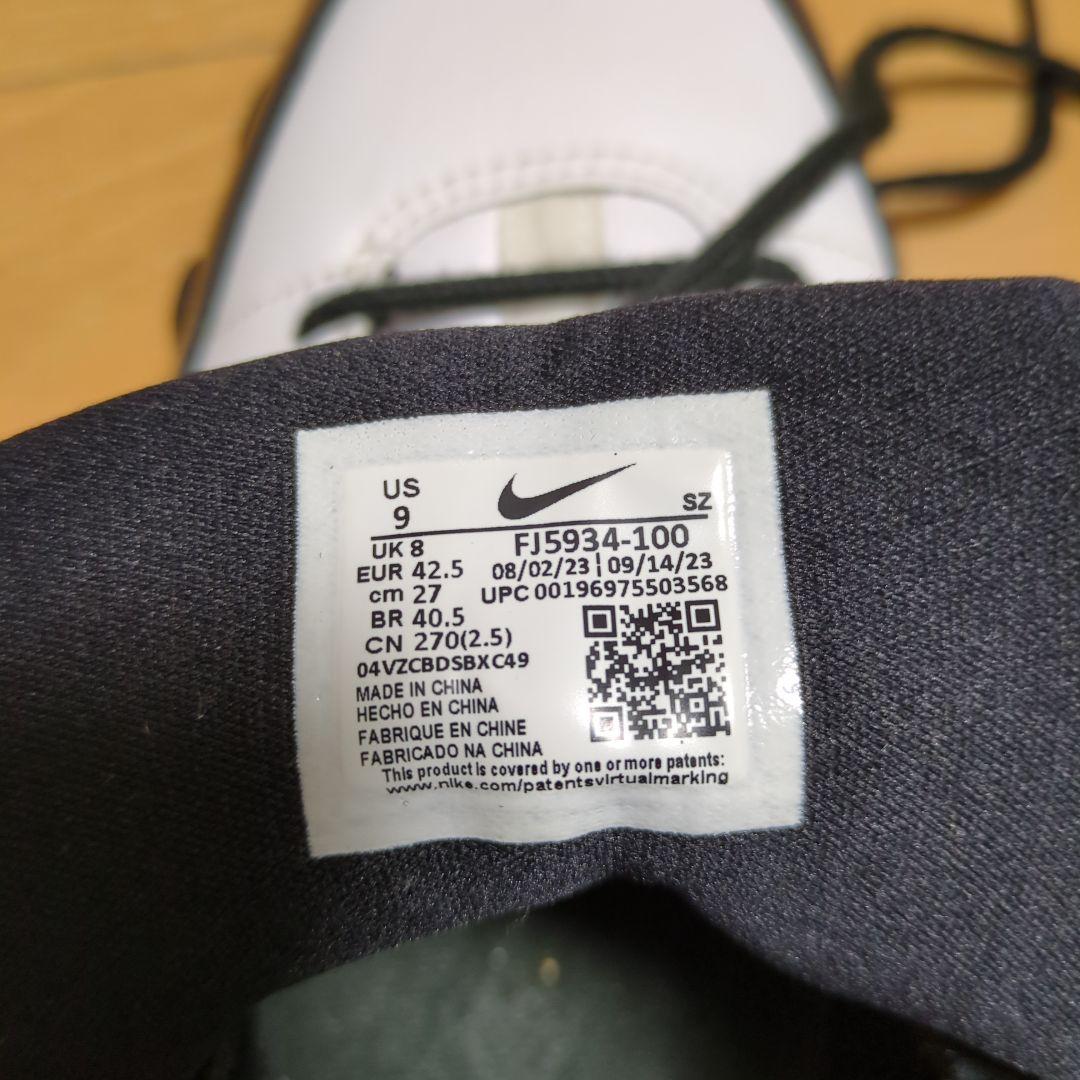 US
9
SZ
UK 8
FJ5934-100
EUR 42.5
08/02/23 | 09/14/23
cm 27
UPC 00196975503568
BR 40.5
CN 270(2.5)
04VZCBDSBXC49
MADE IN CHINA
HECHO EN CHINA
FABRIQUE EN CHINE
FABRICADO NA CHINA
This product is covered by one or more patents:
www.nike.com/patentsvirtualmarking